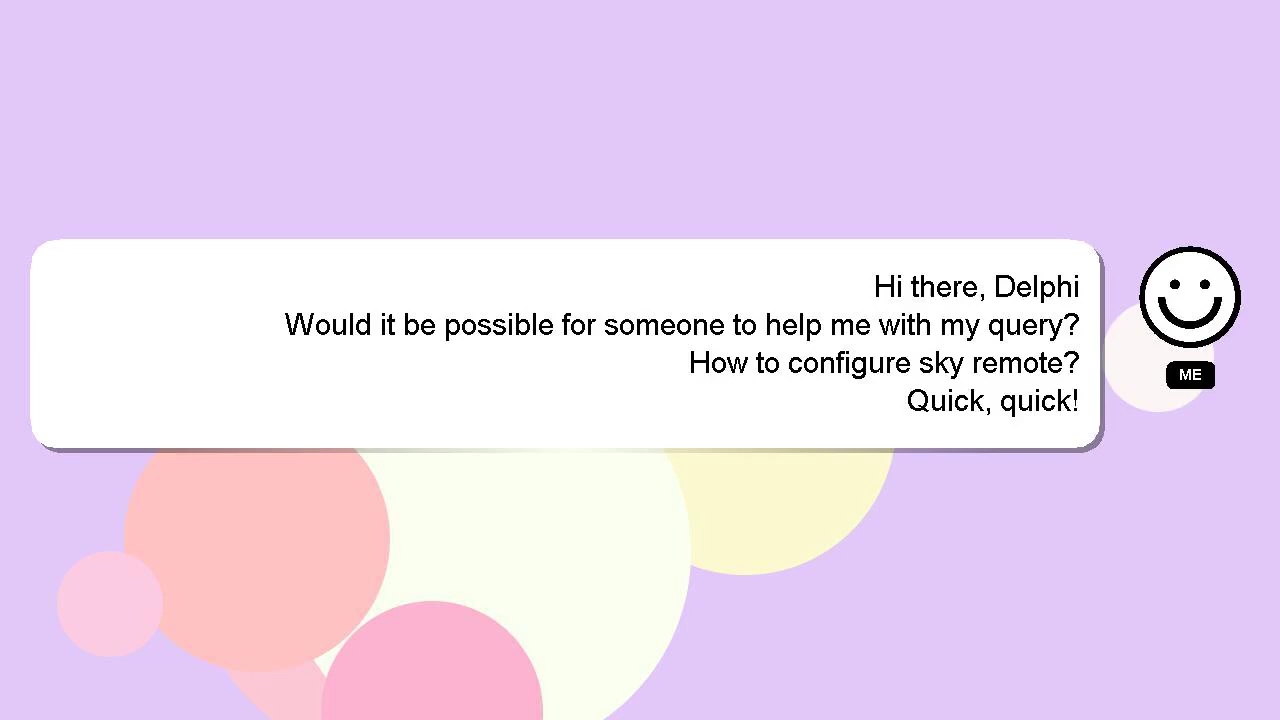 Hi there, Delphi
Would it be possible for someone to help me with my query?
How to configure sky remote?
Quick, quick!
ME